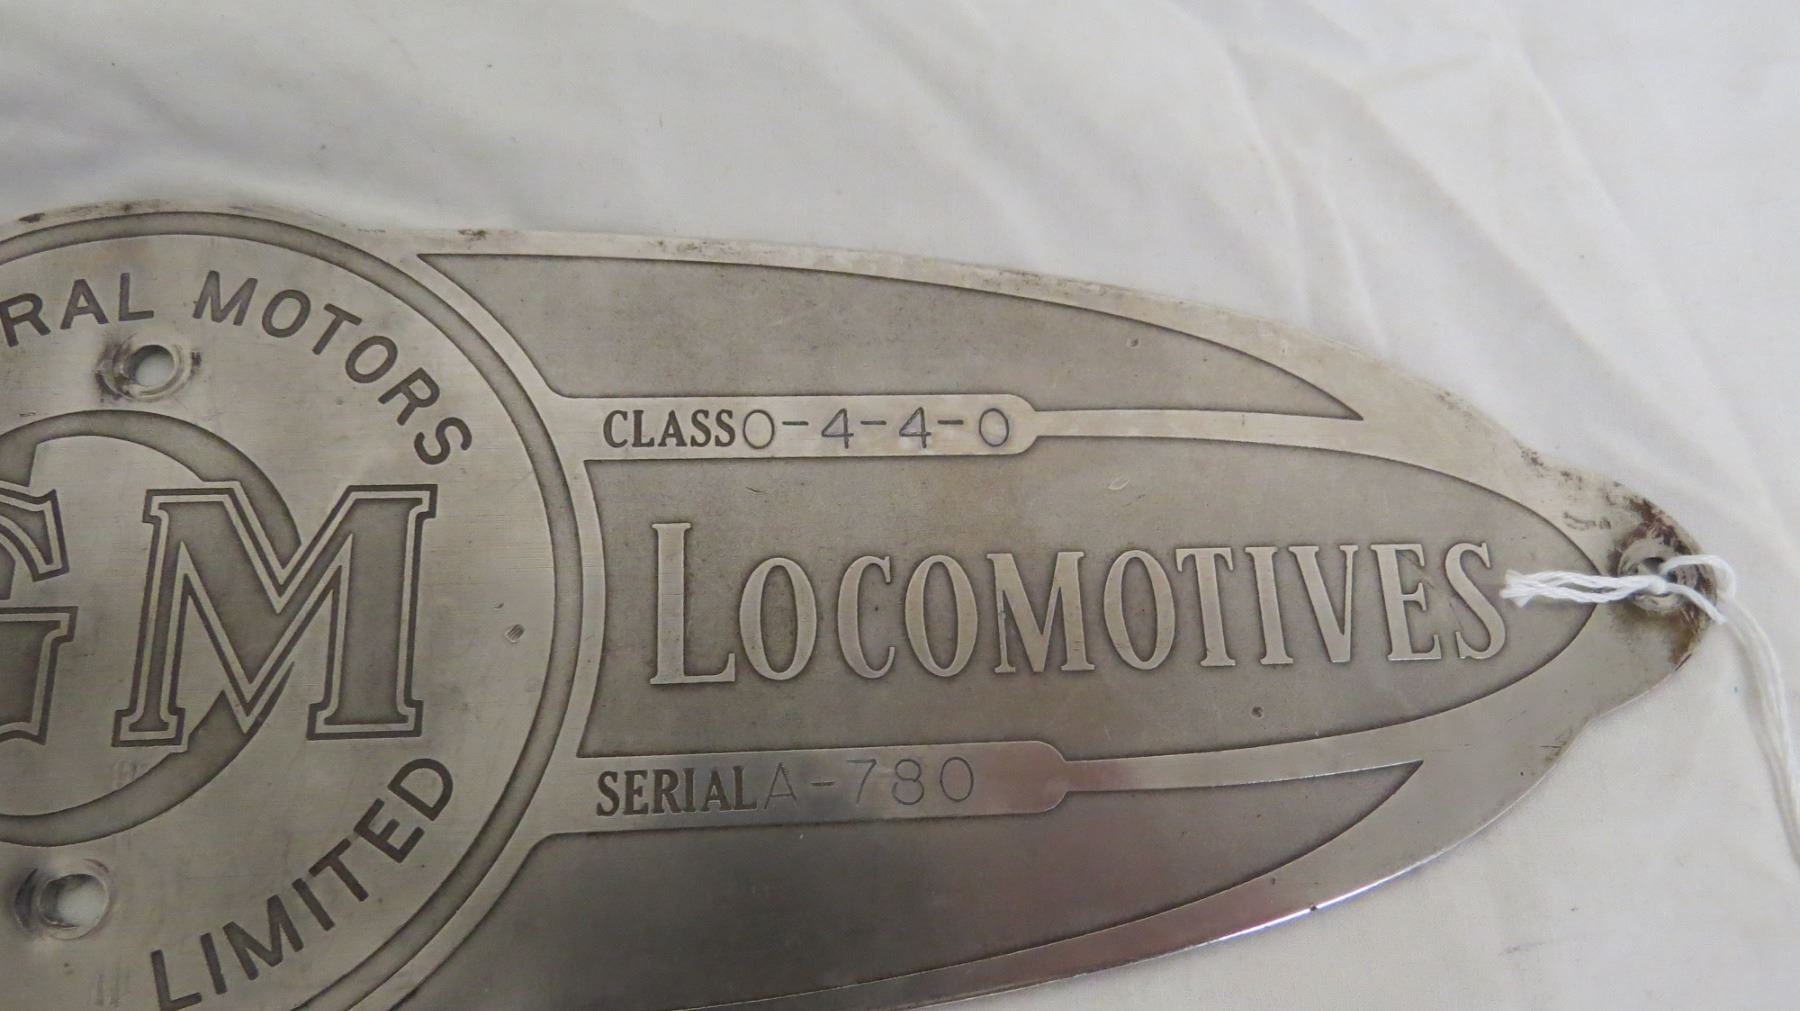 RAL MOTORS
GM
LIMITED
CLASS 0-4-4-0
LOCOMOTIVES
SERIAL A-780